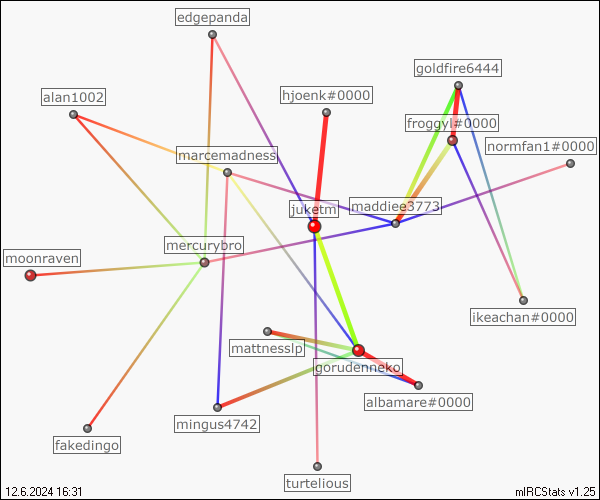 edgepanda
goldfire6444
alan1002
hjoenk#0000
froggyl#0000
normfan1#0000
marcemadness
juketm
maddiee3773
mercurybro
moonraven
ikeachan#0000
mattnesslp
gorudenneko
albamare#0000
mingus4742
fakedingo
turtelious
12.6.2024 16:31
mIRCStats v1.25